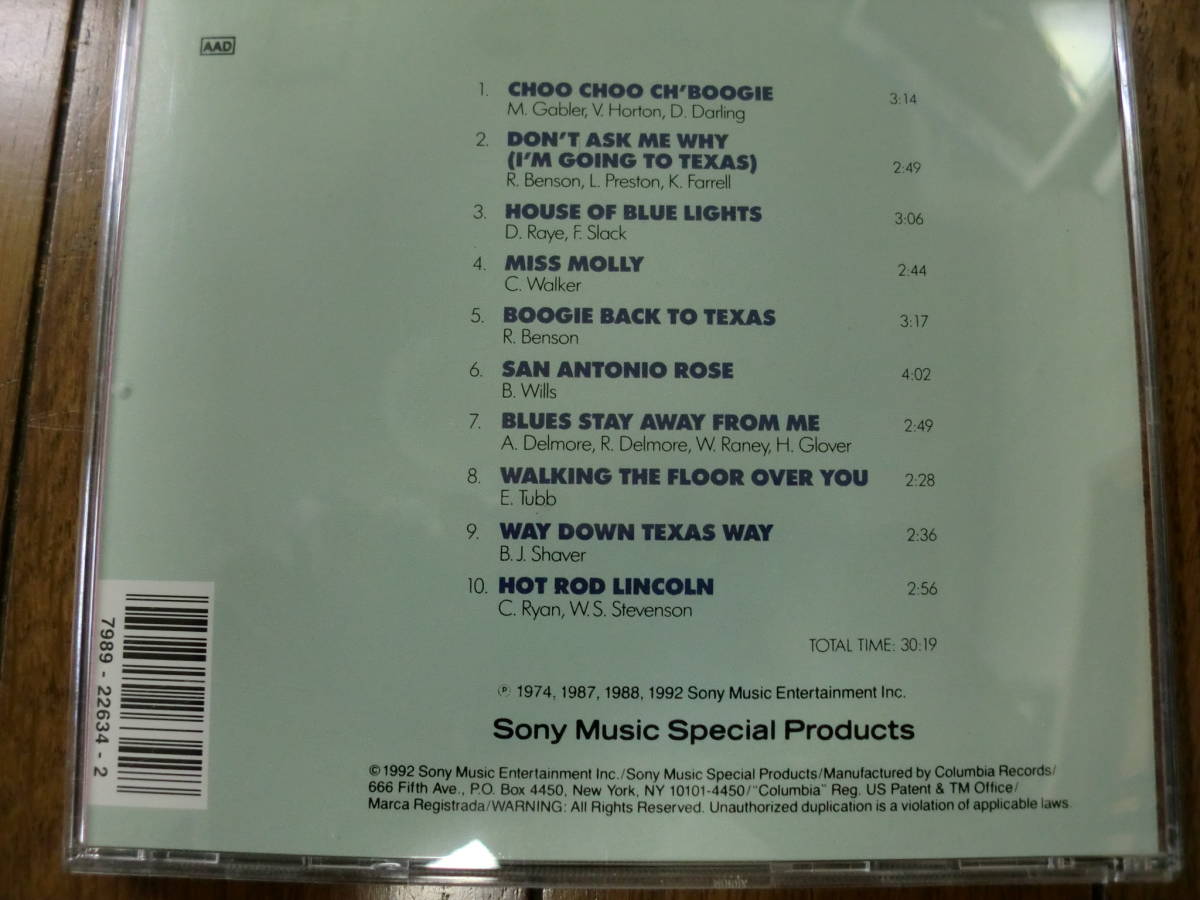 AAD
1. CHOO CHOO CH'BOOGIE 3:14
M. Gabler, V. Horton, D. Darling
2. DON'T ASK ME WHY
(I'M GOING TO TEXAS) 2:49
R. Benson, L. Preston, K. Farrell
3. HOUSE OF BLUE LIGHTS 3:06
D. Raye, F. Slack
4. MISS MOLLY 2:44
C. Walker
5. BOOGIE BACK TO TEXAS 3:17
R. Benson
6. SAN ANTONIO ROSE 4:02
B. Wills
7. BLUES STAY AWAY FROM ME 2:49
A. Delmore, R. Delmore, W. Raney, H. Glover
8. WALKING THE FLOOR OVER YOU 2:28
E. Tubb
9. WAY DOWN TEXAS WAY 2:36
B.J. Shaver
10. HOT ROD LINCOLN 2:56
C. Ryan, W.S. Stevenson
TOTAL TIME: 30:19
℗ 1974, 1987, 1988, 1992 Sony Music Entertainment Inc.
Sony Music Special Products
©1992 Sony Music Entertainment Inc./Sony Music Special Products/Manufactured by Columbia Records/
666 Fifth Ave., P.O. Box 4450, New York, NY 10101-4450/"Columbia" Reg. US Patent & TM Office/
Marca Registrada/WARNING: All Rights Reserved. Unauthorized duplication is a violation of applicable laws.
7989-22634-2